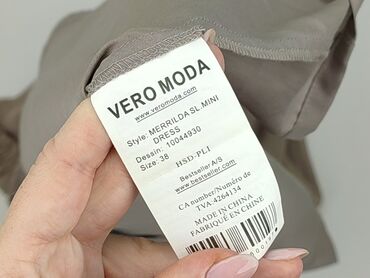 VERO MODA
www.veromoda.com
Style: MERRILDA SL.MINI
DRESS
Dessin: 10044930
Size: 38
HSD-PL1
Bestseller A/S
www.bestseller.com
CA number/Numéro de
TVA 4264134
MADE IN CHINA
FABRIQUÉ EN CHINE